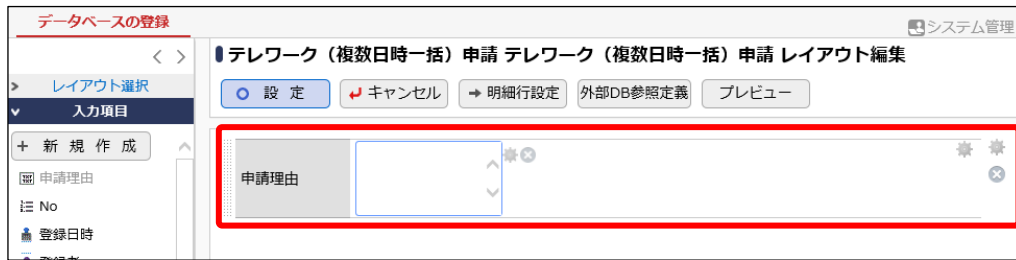 データベースの登録
システム管理
テレワーク（複数日時一括）申請 テレワーク（複数日時一括）申請 レイアウト編集
レイアウト選択
入力項目
設 定
キャンセル
明細行設定
外部DB参照定義
プレビュー
+ 新 規 作 成
申請理由
No
登録日時
申請理由